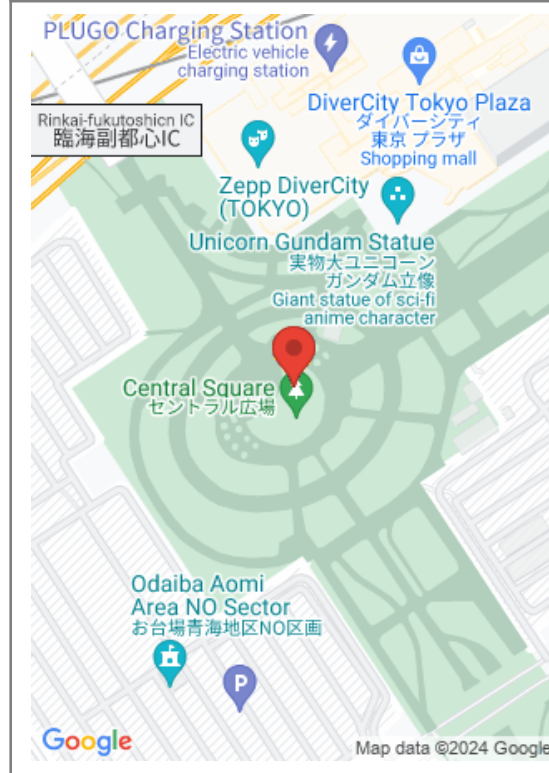 PLUGO Charging Station
Electric vehicle
charging station
DiverCity Tokyo Plaza
ダイバーシティ
東京 プラザ
Shopping mall
Rinkai-fukutoshicn IC
臨海副都心IC
Zepp DiverCity
(TOKYO)
Unicorn Gundam Statue
実物大ユニコーン
ガンダム立像
Giant statue of sci-fi
anime character
Central Square
セントラル広場
Odaiba Aomi
Area NO Sector
お台場青海地区NO区画
P
Google
Map data ©2024 Google